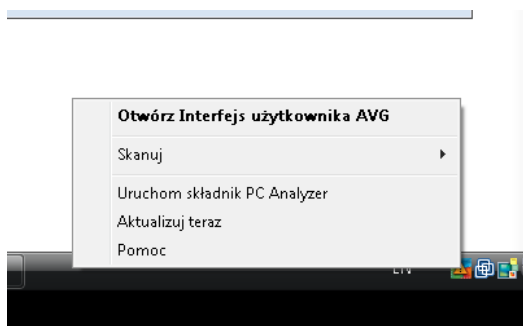 Otwórz Interfejs użytkownika AVG
Skanuj
Uruchom składnik PC Analyzer
Aktualizuj teraz
Pomoc